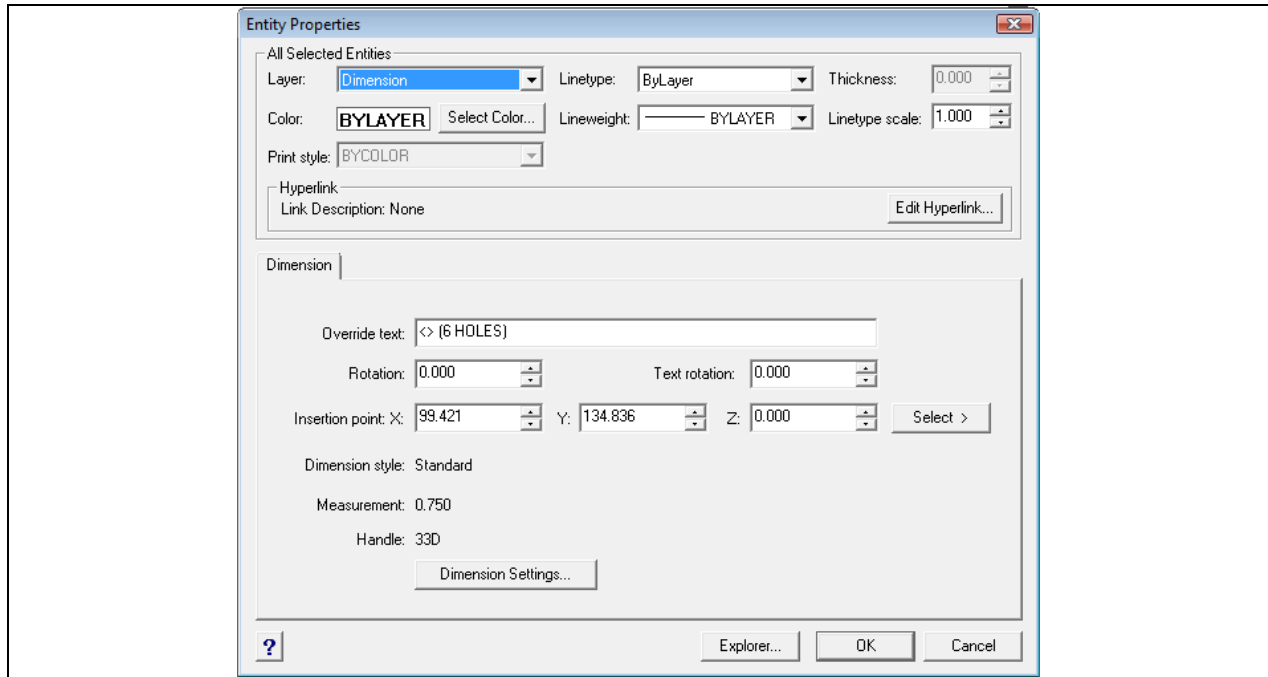 Entity Properties
All Selected Entities
Layer: Dimension Linetype: ByLayer Thickness: 0.000
Color: BYLAYER Select Color... Lineweight: BYLAYER Linetype scale: 1.000
Print style: BYCOLOR
Hyperlink
Link Description: None Edit Hyperlink...
Dimension
Override text: <> (6 HOLES)
Rotation: 0.000 Text rotation: 0.000
Insertion point: X: 99.421 Y: 134.836 Z: 0.000 Select >
Dimension style: Standard
Measurement: 0.750
Handle: 33D
Dimension Settings...
? Explorer... OK Cancel